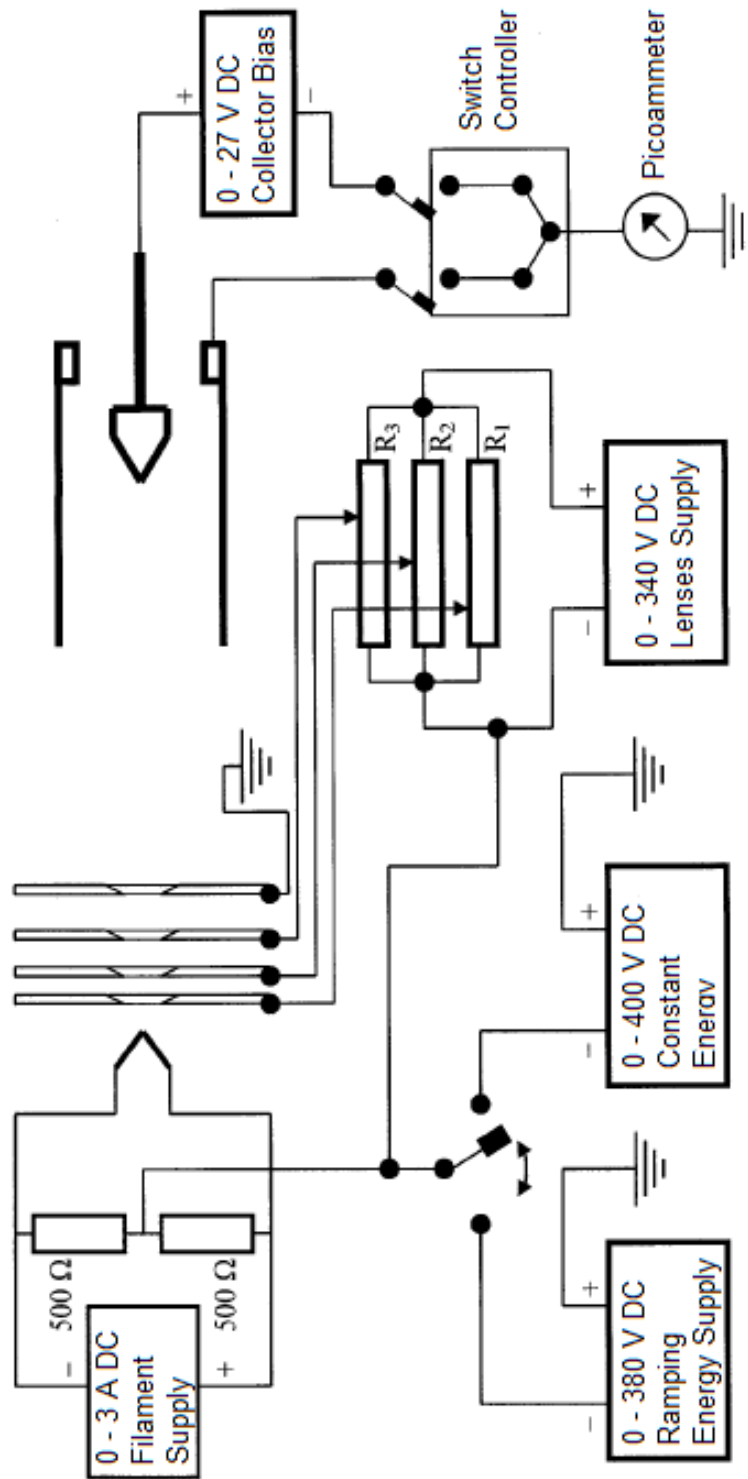 0 - 3 A DC
Filament
Supply
−
+
500 Ω
500 Ω
0 - 380 V DC
Ramping
Energy Supply
−
+
0 - 400 V DC
Constant
Energy
−
+
0 - 340 V DC
Lenses Supply
−
+
R3
R2
R1
0 - 27 V DC
Collector Bias
+
−
Switch
Controller
Picoammeter